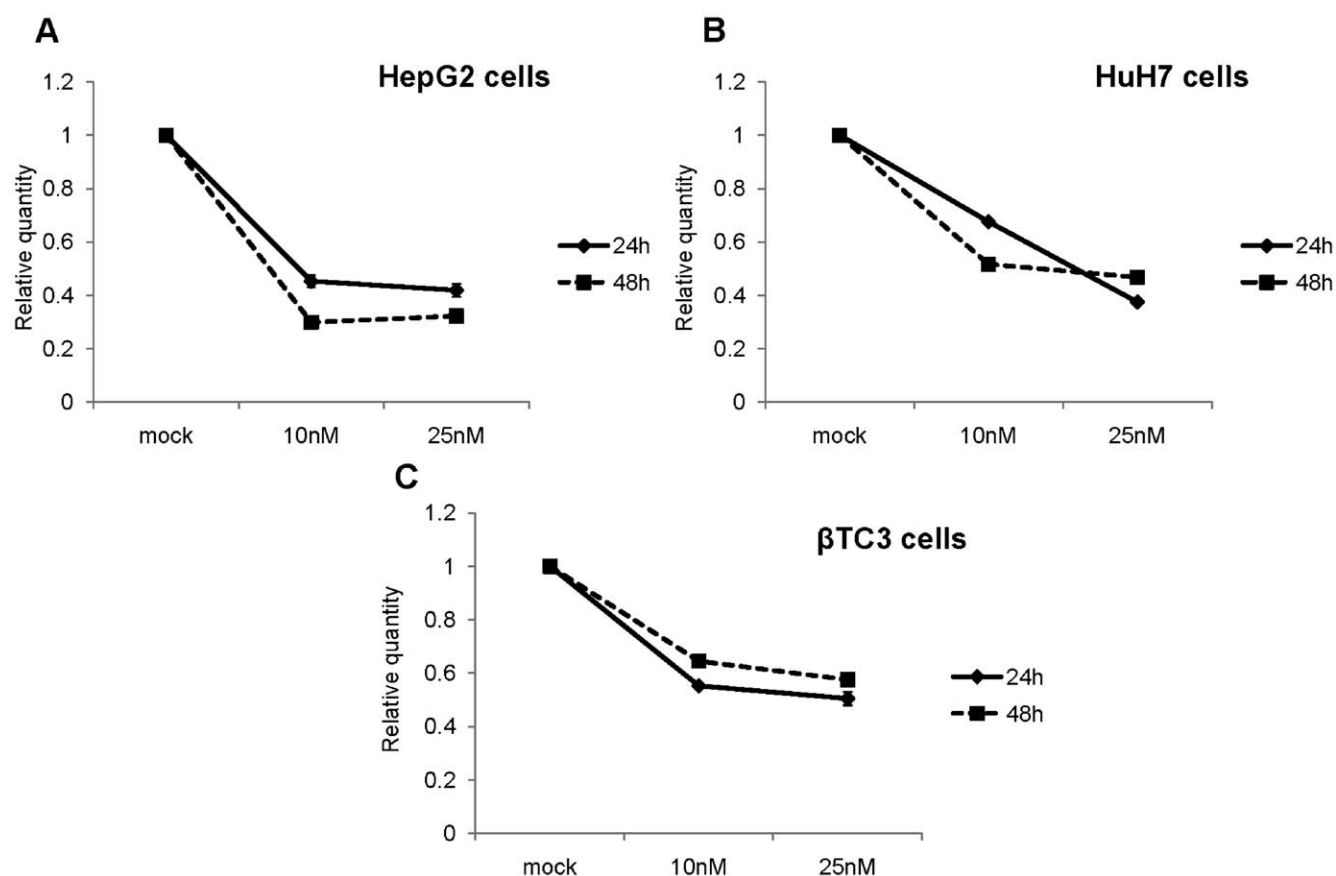 A
HepG2 cells
1.2
1
0.8
0.6
0.4
0.2
0
Relative quantity
mock 10nM 25nM
24h
48h
B
HuH7 cells
1.2
1
0.8
0.6
0.4
0.2
0
Relative quantity
mock 10nM 25nM
24h
48h
C
βTC3 cells
1.2
1
0.8
0.6
0.4
0.2
0
Relative quantity
mock 10nM 25nM
24h
48h